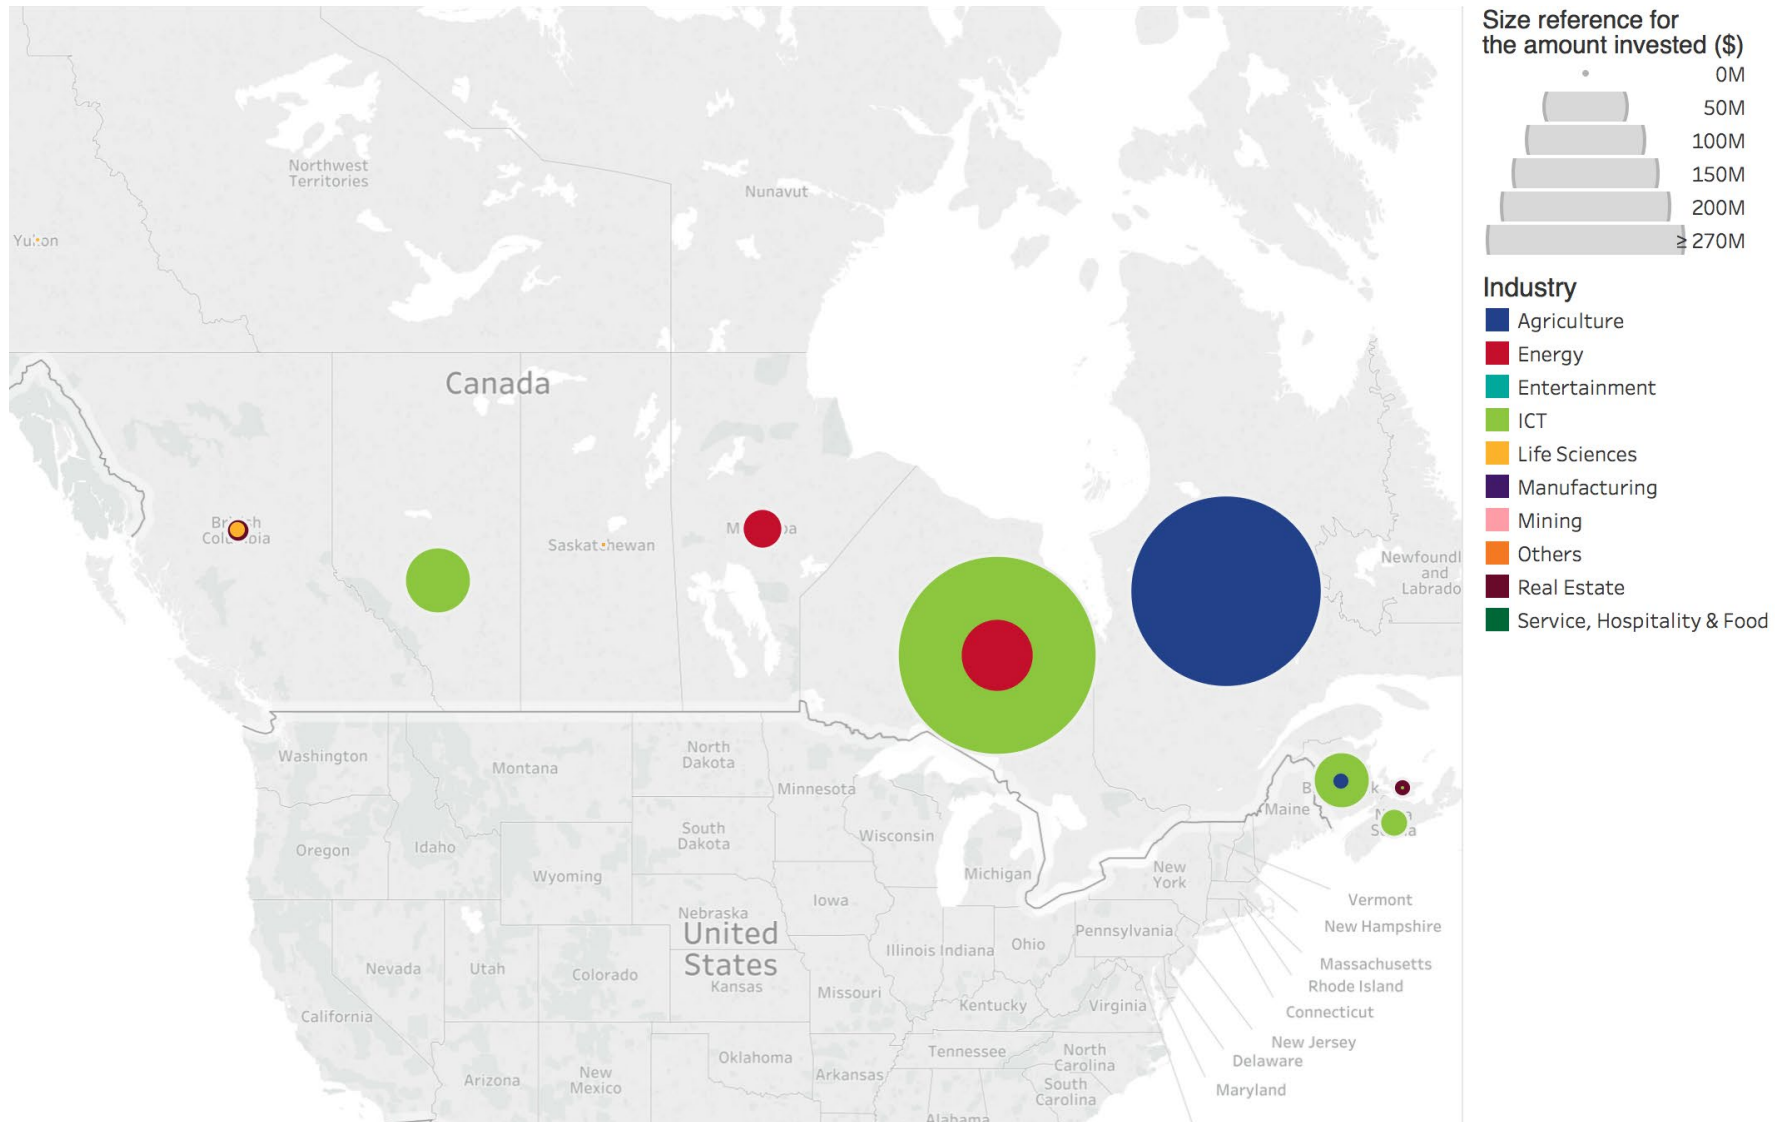 Size reference for
the amount invested ($)
0M
50M
100M
150M
200M
≥ 270M
Industry
Agriculture
Energy
Entertainment
ICT
Life Sciences
Manufacturing
Mining
Others
Real Estate
Service, Hospitality & Food
Northwest
Territories
Nunavut
Canada
Newfoundl
and
Labrado
Washington
Montana
North
Dakota
Minnesota
Maine
Oregon
Idaho
South
Dakota
Wisconsin
Wyoming
Michigan
New
York
Vermont
Nebraska
Iowa
New Hampshire
United
States
Pennsylvania
Illinois Indiana
Ohio
Nevada
Utah
Colorado
Kansas
Missouri
Massachusetts
Rhode Island
Kentucky
Virginia
Connecticut
California
New Jersey
Delaware
Oklahoma
Tennessee
North
Carolina
Arizona
New
Mexico
Arkansas
South
Carolina
Maryland
Alabama